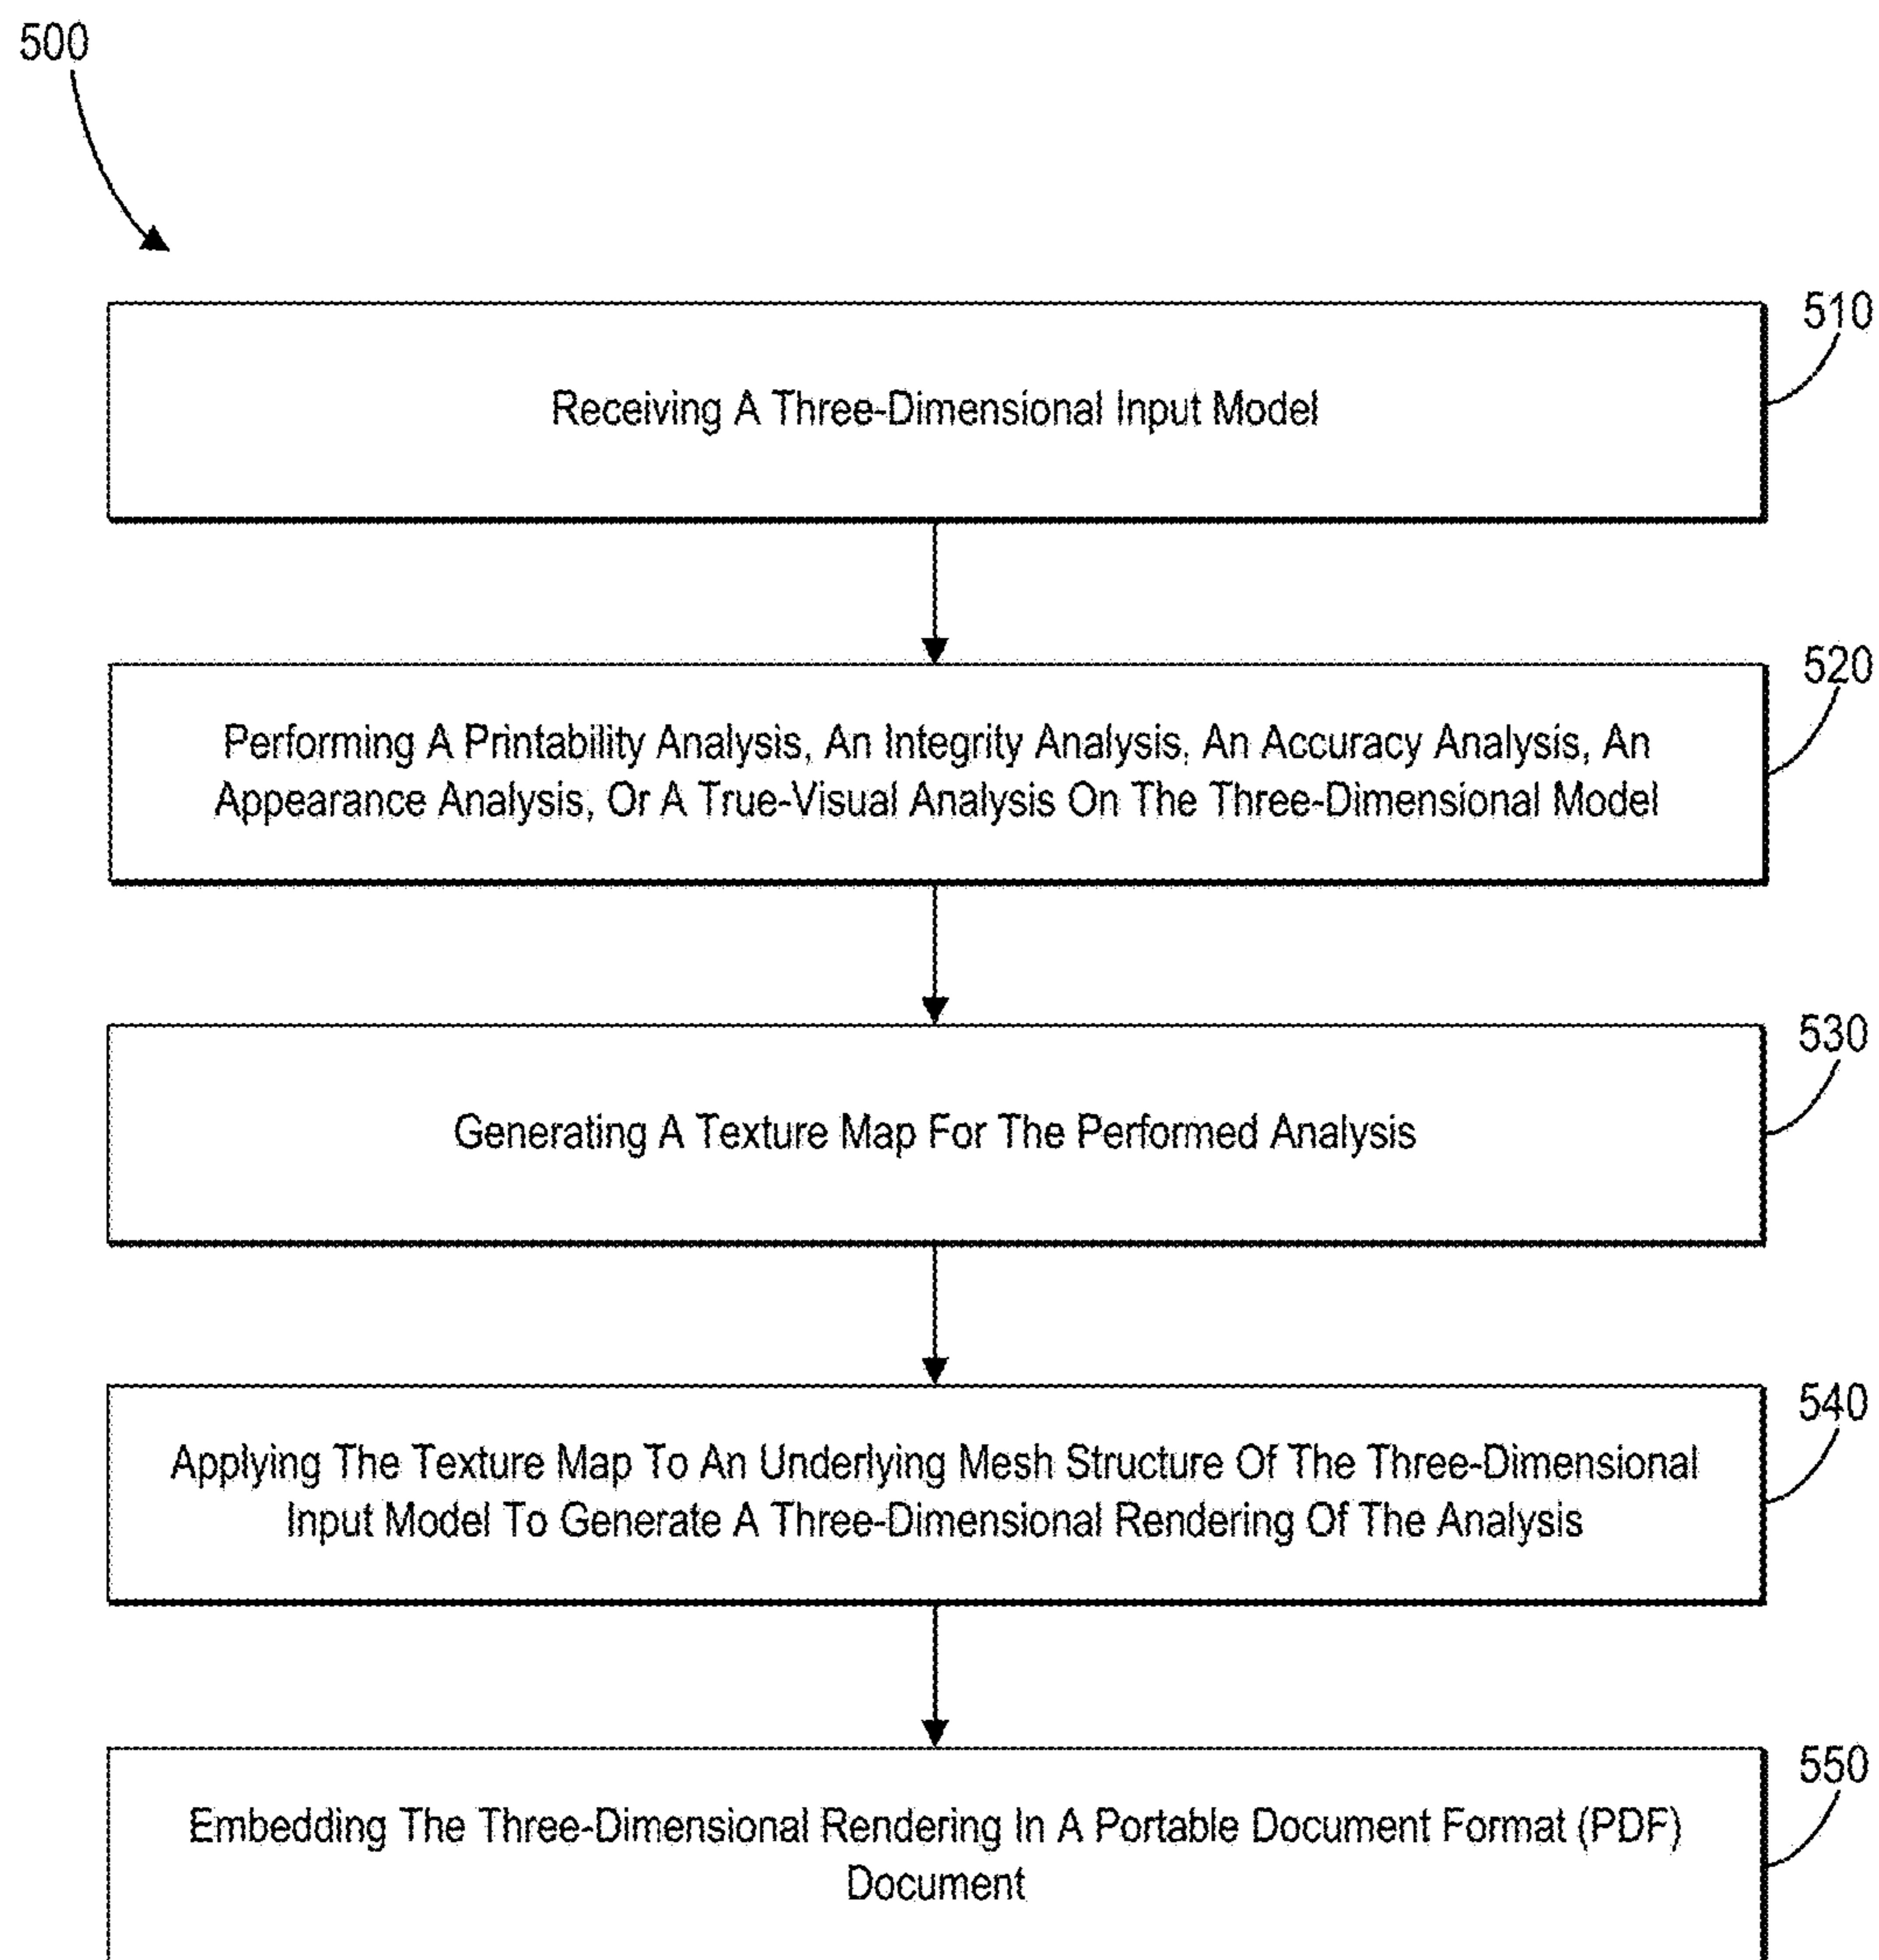 500
510
Receiving A Three-Dimensional Input Model
520
Performing A Printability Analysis, An Integrity Analysis, An Accuracy Analysis, An
Appearance Analysis, Or A True-Visual Analysis On The Three-Dimensional Model
530
Generating A Texture Map For The Performed Analysis
540
Applying The Texture Map To An Underlying Mesh Structure Of The Three-Dimensional
Input Model To Generate A Three-Dimensional Rendering Of The Analysis
550
Embedding The Three-Dimensional Rendering In A Portable Document Format (PDF)
Document